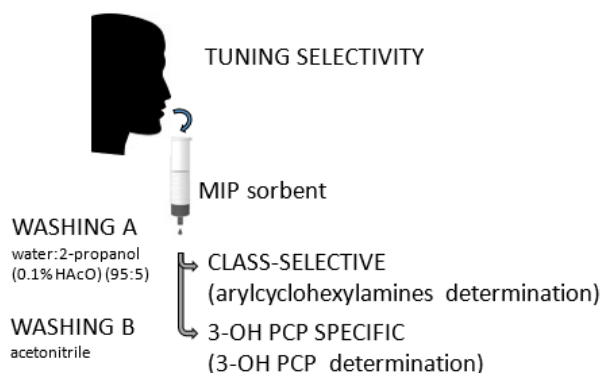 TUNING SELECTIVITY
MIP sorbent
WASHING A
water:2-propanol
(0.1% HAcO) (95:5)
CLASS-SELECTIVE
(arylcyclohexylamines determination)
WASHING B
acetonitrile
3-OH PCP SPECIFIC
(3-OH PCP determination)